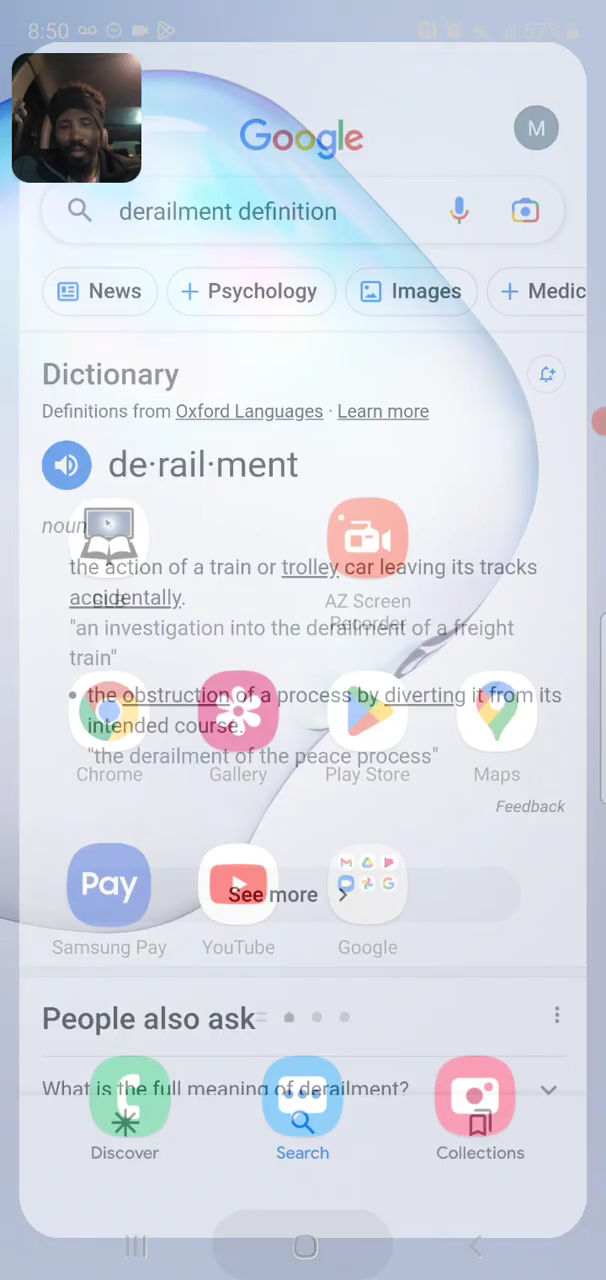 8:50
57%
Google
M
derailment definition
News
Psychology
Images
Medic
Dictionary
Definitions from Oxford Languages · Learn more
de·rail·ment
noun
the action of a train or trolley car leaving its tracks
accidentally.
AZ Screen
Recorder
"an investigation into the derailment of a freight
train"
• the obstruction of a process by diverting it from its
intended course.
"the derailment of the peace process"
Chrome
Gallery
Play Store
Maps
Feedback
Pay
See more
Samsung Pay
YouTube
Google
People also ask
What is the full meaning of derailment?
Discover
Search
Collections